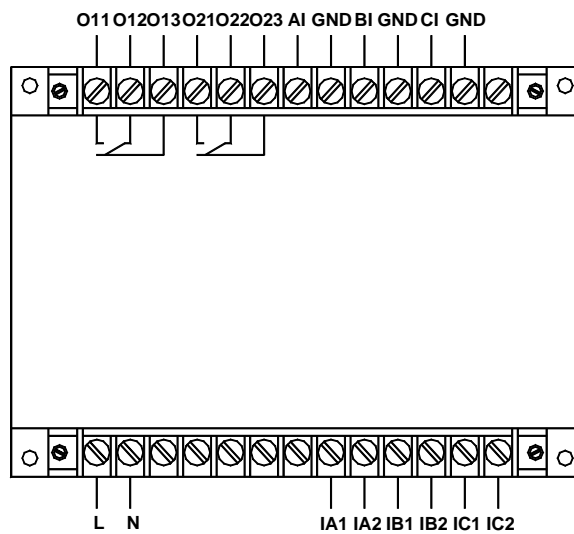 O11 O12 O13 O21 O22 O23 AI GND BI GND CI GND
L N IA1 IA2 IB1 IB2 IC1 IC2